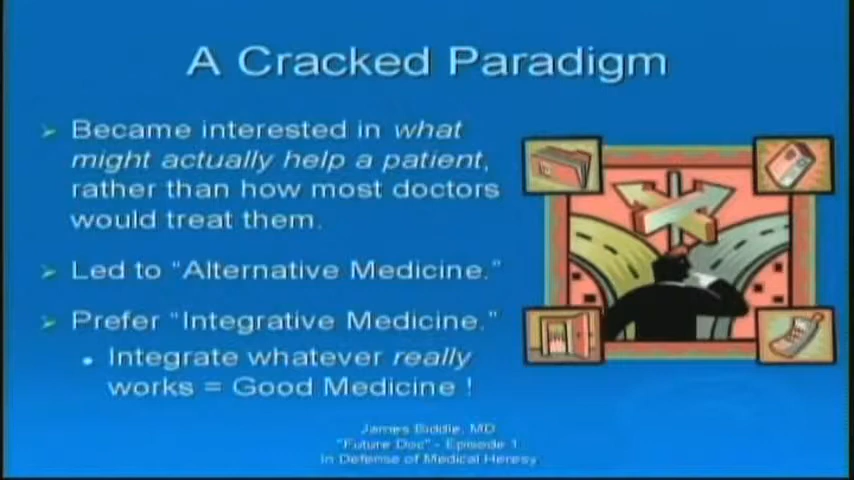 A Cracked Paradigm
Became interested in what
might actually help a patient,
rather than how most doctors
would treat them.
Led to “Alternative Medicine.”
Prefer “Integrative Medicine.”
Integrate whatever really
works = Good Medicine !
James Biddle, MD
"Future Doc" - Episode 1
In Defense of Medical Heresy